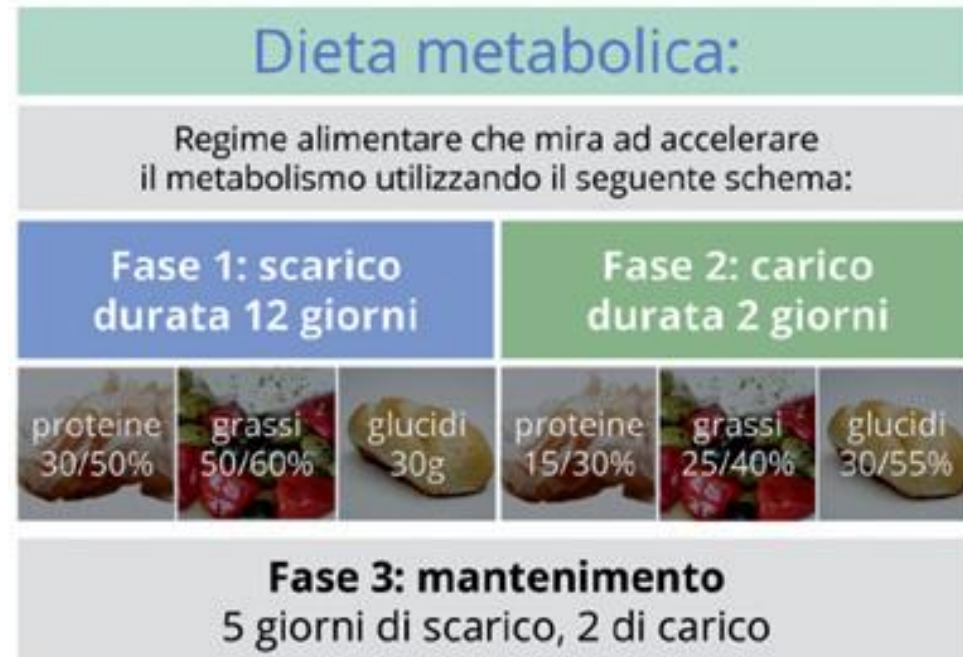 Dieta metabolica:
Regime alimentare che mira ad accelerare
il metabolismo utilizzando il seguente schema:
Fase 1: scarico
durata 12 giorni
Fase 2: carico
durata 2 giorni
proteine
30/50%
grassi
50/60%
glucidi
30g
proteine
15/30%
grassi
25/40%
glucidi
30/55%
Fase 3: mantenimento
5 giorni di scarico, 2 di carico